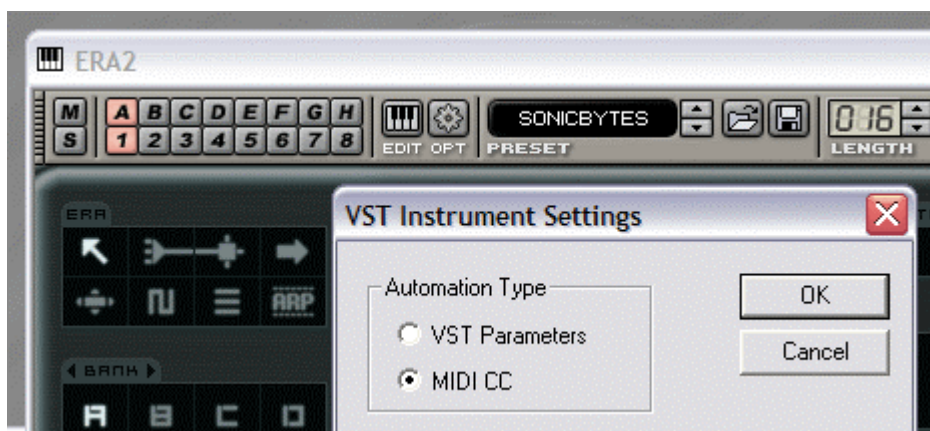 ERA2
M A B C D E F G H
S 1 2 3 4 5 6 7 8
EDIT OPT
SONICBYTES
PRESET
016
LENGTH
ERA
ARP
BANK
A B C D
VST Instrument Settings
Automation Type
VST Parameters
MIDI CC
OK
Cancel